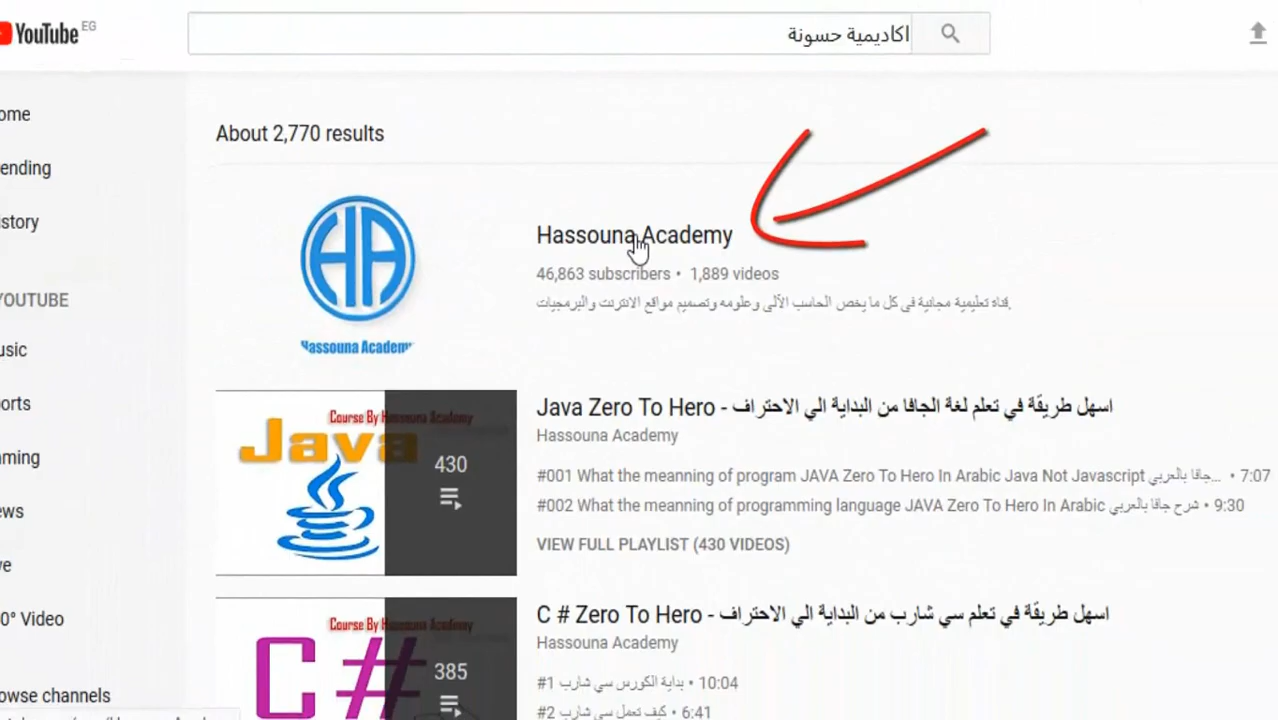 YouTube EG
اكاديمية حسونة
ome
ending
istory
YOUTUBE
usic
orts
ming
ews
ve
0° Video
owse channels
About 2,770 results
HA
Hassouna Academy
Hassouna Academy
46,863 subscribers • 1,889 videos
قناه تعليمية مجانية في كل ما يخص الحاسب الآلى وعلومه وتصميم مواقع الانترنت والبرمجيات.
Course By Hassouna Academy
Java
430
Java Zero To Hero - اسهل طريقة في تعلم لغة الجافا من البداية الي الاحتراف
Hassouna Academy
#001 What the meanning of program JAVA Zero To Hero In Arabic Java Not Javascript جافا بالعربي... • 7:07
#002 What the meanning of programming language JAVA Zero To Hero In Arabic شرح جافا بالعربي • 9:30
VIEW FULL PLAYLIST (430 VIDEOS)
Course By Hassouna Academy
C#
385
C # Zero To Hero - اسهل طريقة في تعلم سي شارب من البداية الي الاحتراف
Hassouna Academy
#1 بداية الكورس سي شارب • 10:04
#2 كيف تعمل سي شارب • 6:41